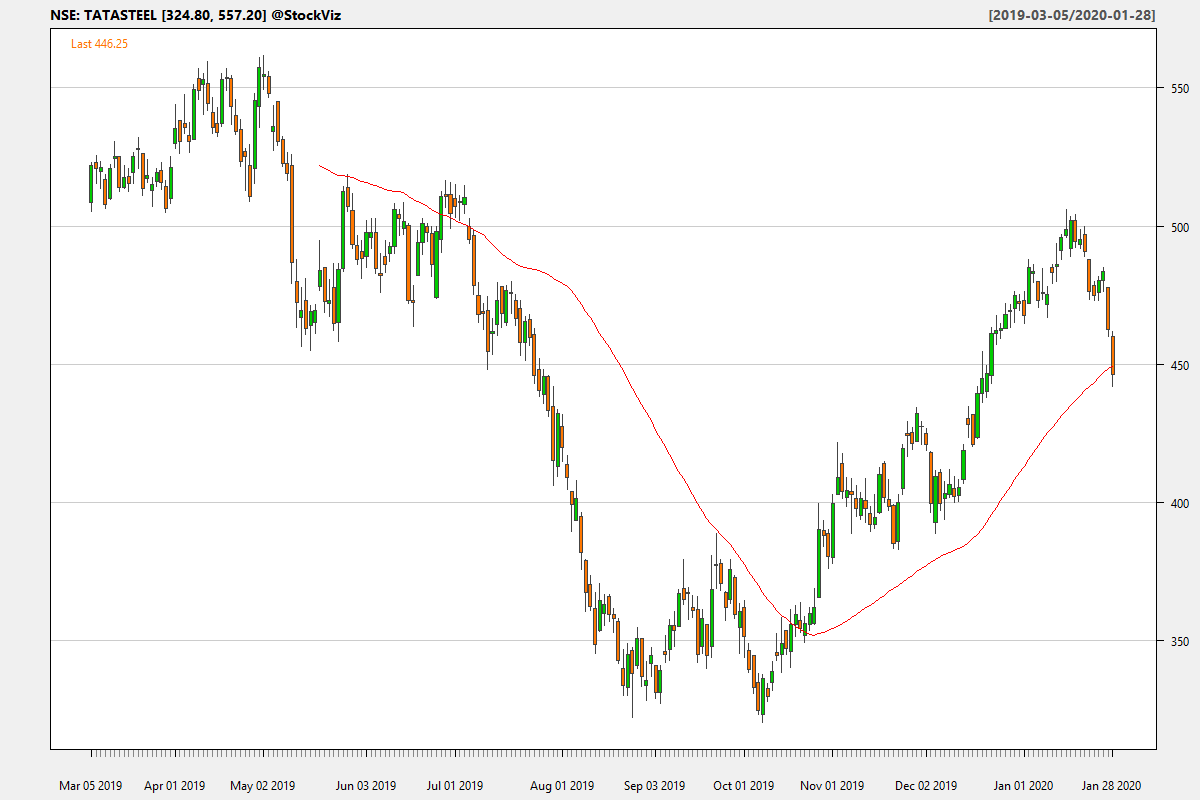 NSE: TATASTEEL [324.80, 557.20] @StockViz [2019-03-05/2020-01-28]
Last 446.25
550
500
450
400
350
Mar 05 2019 Apr 01 2019 May 02 2019 Jun 03 2019 Jul 01 2019 Aug 01 2019 Sep 03 2019 Oct 01 2019 Nov 01 2019 Dec 02 2019 Jan 01 2020 Jan 28 2020